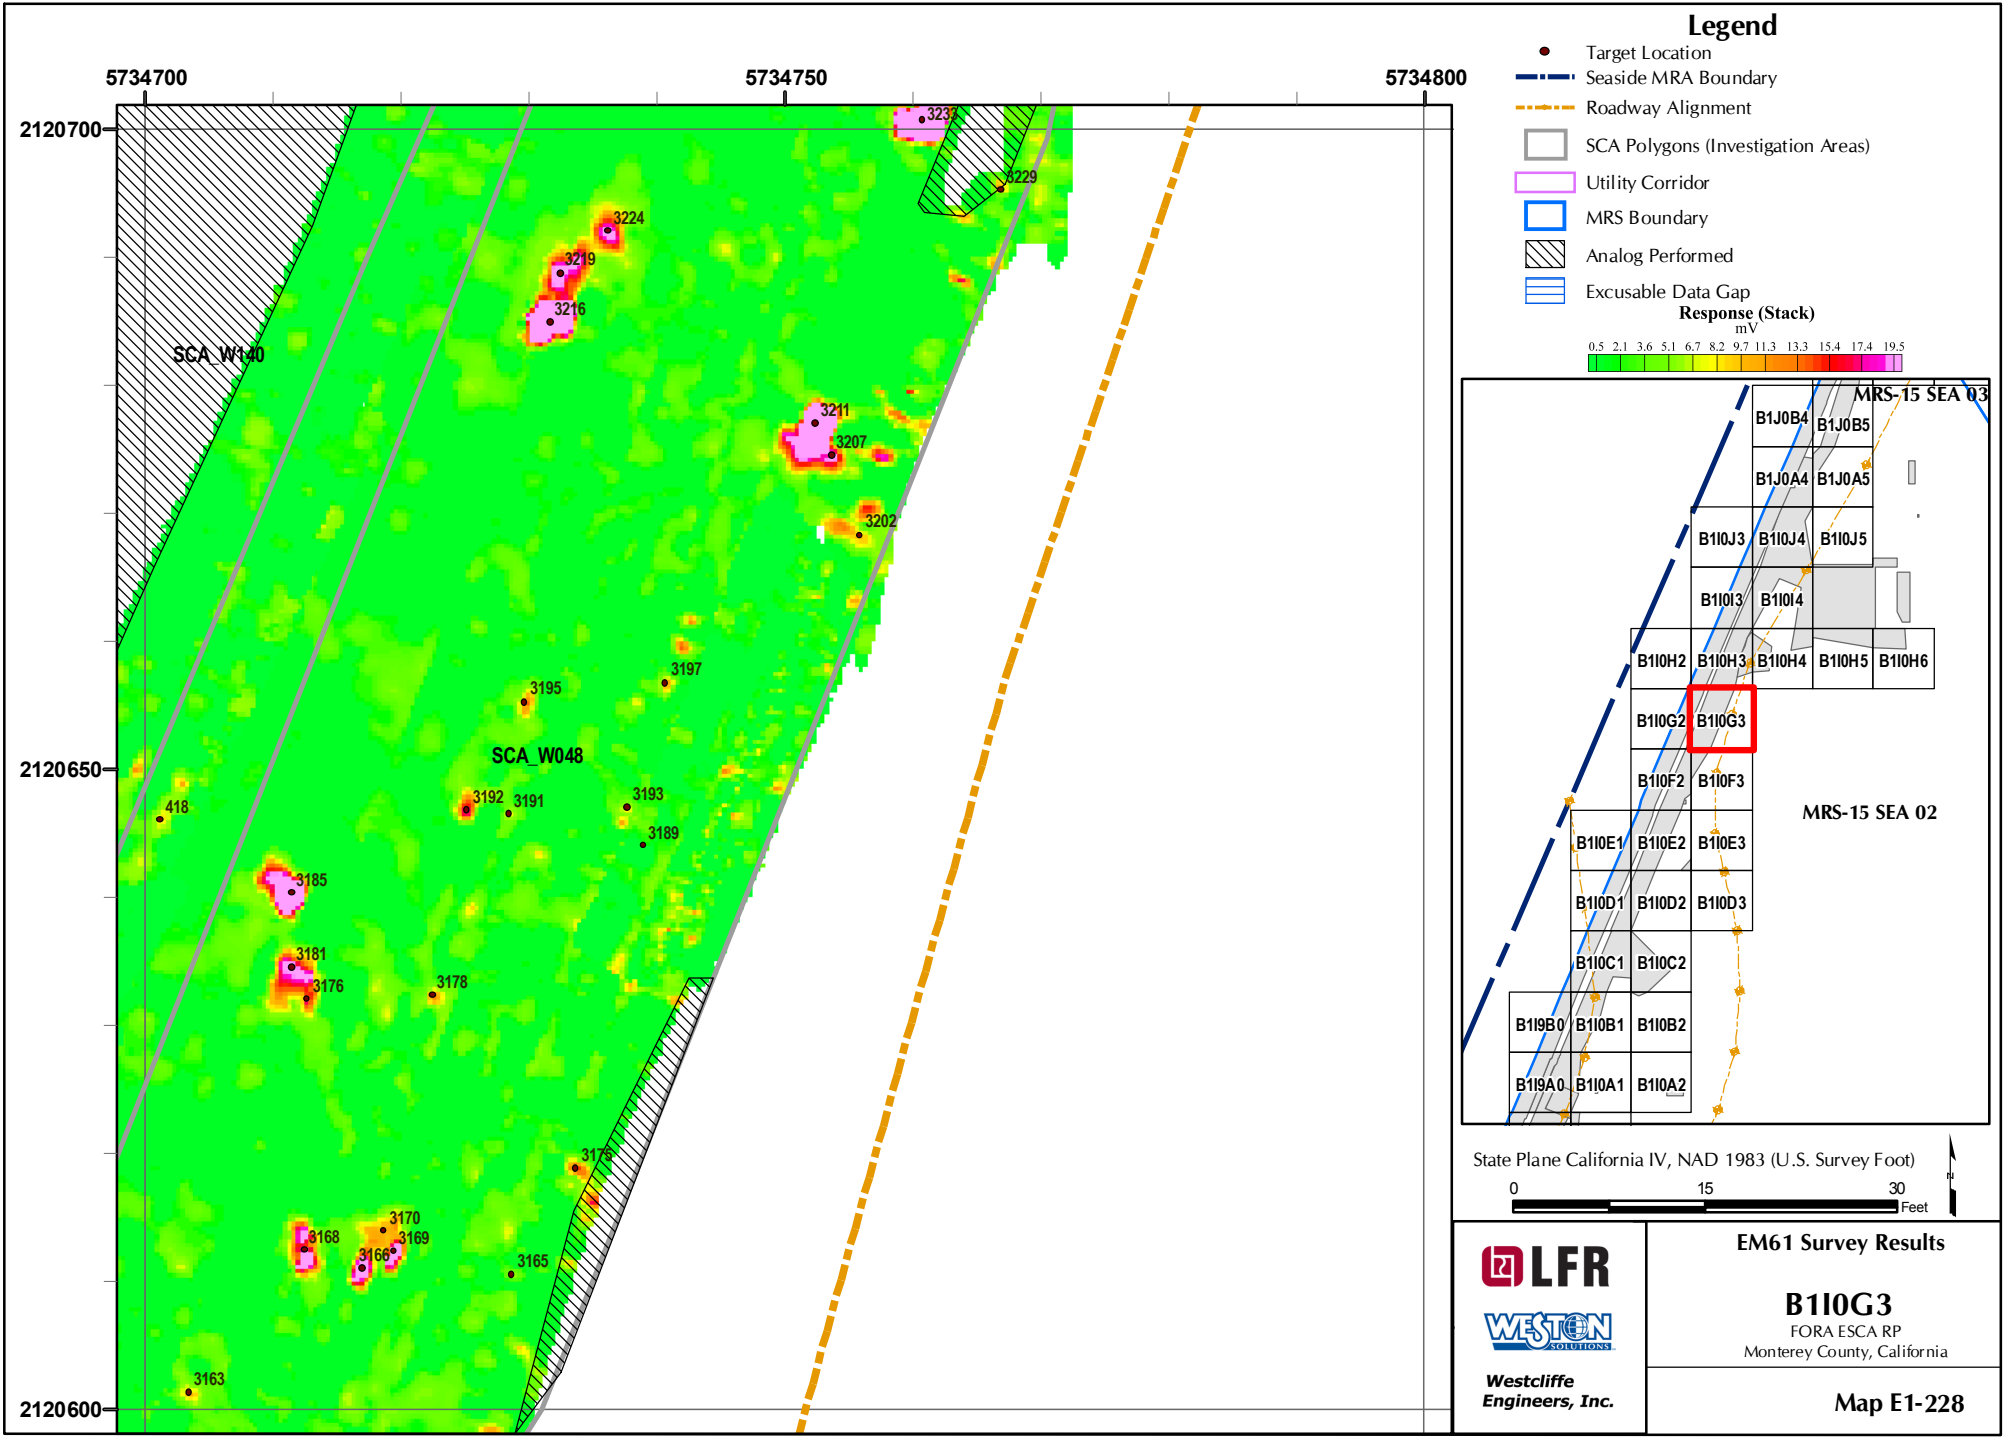 5734700
5734750
5734800
2120700
2120650
2120600
3233
3229
3224
3219
3216
SCA_W140
3211
3207
3202
3197
3195
SCA_W048
3192
3191
3193
3189
418
3185
3181
3176
3178
3175
3170
3168
3166
3169
3165
3163
Legend
Target Location
Seaside MRA Boundary
Roadway Alignment
SCA Polygons (Investigation Areas)
Utility Corridor
MRS Boundary
Analog Performed
Excusable Data Gap
Response (Stack)
mV
0.5 2.1 3.6 5.1 6.7 8.2 9.7 11.3 13.3 15.4 17.4 19.5
MRS-15 SEA 03
B1J0B4 B1J0B5
B1J0A4 B1J0A5
B1I0J3 B1I0J4 B1I0J5
B1I0I3 B1I0I4
B1I0H2 B1I0H3 B1I0H4 B1I0H5 B1I0H6
B1I0G2 B1I0G3
B1I0F2 B1I0F3
MRS-15 SEA 02
B1I0E1 B1I0E2 B1I0E3
B1I0D1 B1I0D2 B1I0D3
B1I0C1 B1I0C2
B1I9B0 B1I0B1 B1I0B2
B1I9A0 B1I0A1 B1I0A2
State Plane California IV, NAD 1983 (U.S. Survey Foot)
N
0 15 30
Feet
LFR
WESTON
SOLUTIONS
Westcliffe
Engineers, Inc.
EM61 Survey Results
B1I0G3
FORA ESCA RP
Monterey County, California
Map E1-228